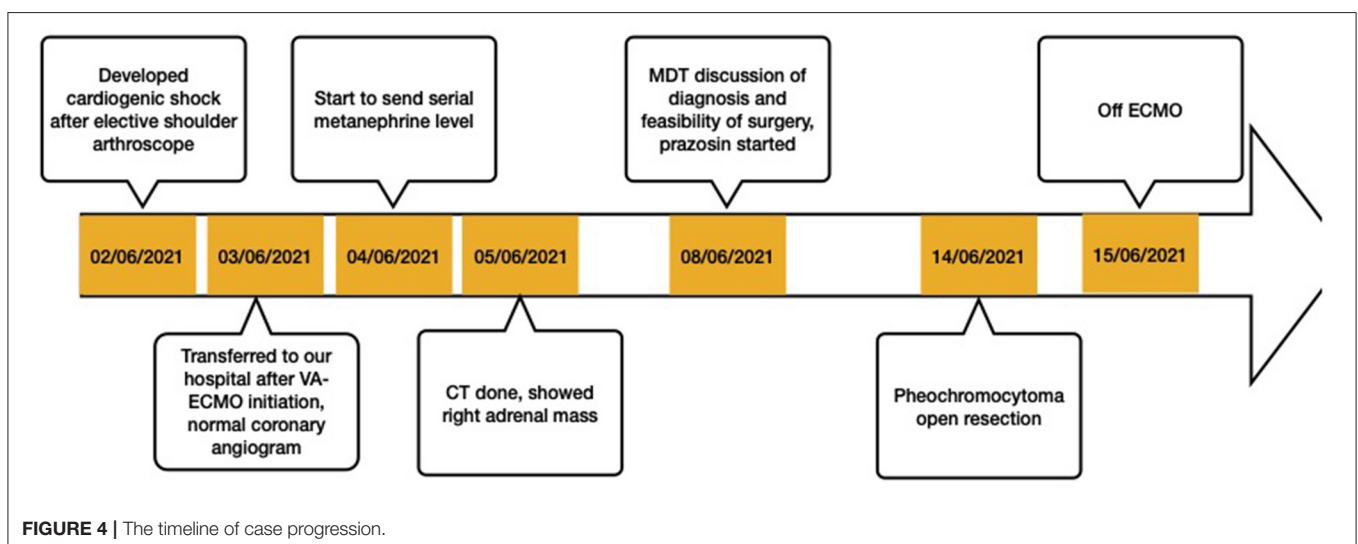 Developed
cardiogenic shock
after elective shoulder
arthroscope
Start to send serial
metanephrine level
MDT discussion of
diagnosis and
feasibility of surgery,
prazosin started
Off ECMO
02/06/2021
03/06/2021
04/06/2021
05/06/2021
08/06/2021
14/06/2021
15/06/2021
Transferred to our
hospital after VA-
ECMO initiation,
normal coronary
angiogram
CT done, showed
right adrenal mass
Pheochromocytoma
open resection
FIGURE 4 | The timeline of case progression.